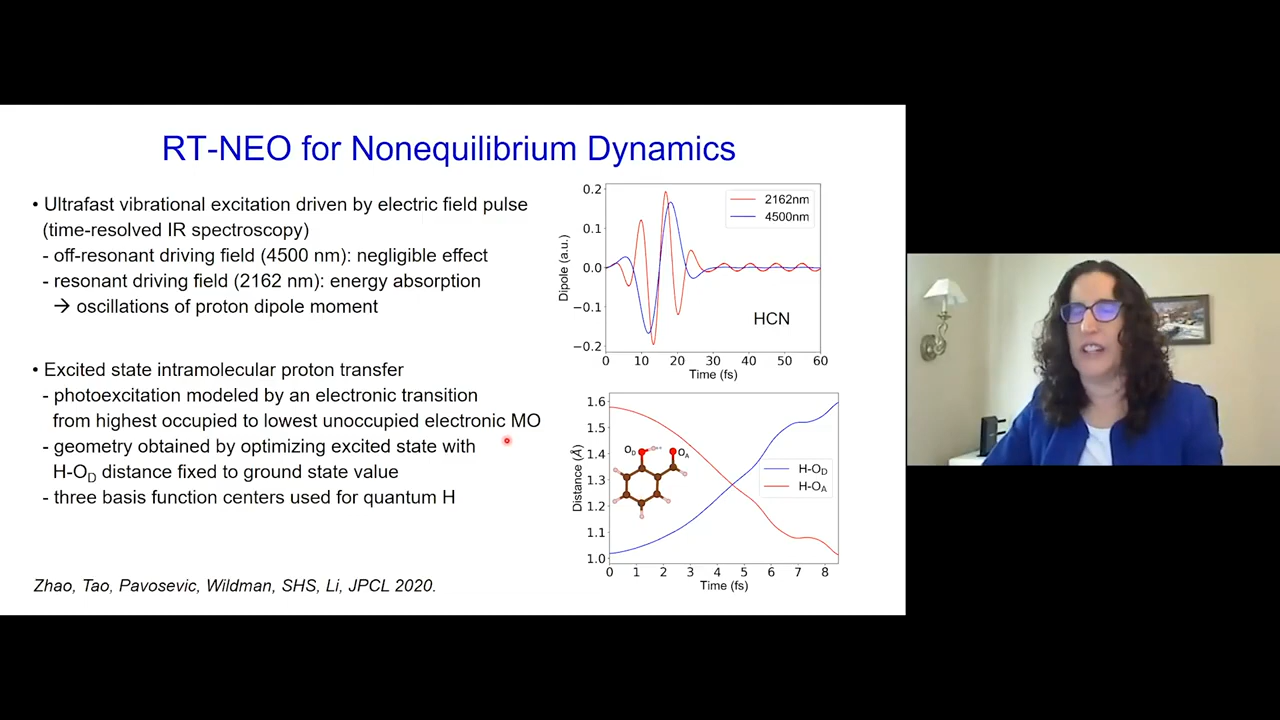 RT-NEO for Nonequilibrium Dynamics
• Ultrafast vibrational excitation driven by electric field pulse
(time-resolved IR spectroscopy)
- off-resonant driving field (4500 nm): negligible effect
- resonant driving field (2162 nm): energy absorption
→ oscillations of proton dipole moment
• Excited state intramolecular proton transfer
- photoexcitation modeled by an electronic transition
from highest occupied to lowest unoccupied electronic MO
- geometry obtained by optimizing excited state with
H-OD distance fixed to ground state value
- three basis function centers used for quantum H
Zhao, Tao, Pavosevic, Wildman, SHS, Li, JPCL 2020.
0.2
0.1
0.0
−0.1
−0.2
Dipole (a.u.)
2162nm
4500nm
HCN
0 10 20 30 40 50 60
Time (fs)
1.6
1.5
1.4
1.3
1.2
1.1
1.0
Distance (Å)
OD
OA
H-OD
H-OA
0 1 2 3 4 5 6 7 8
Time (fs)